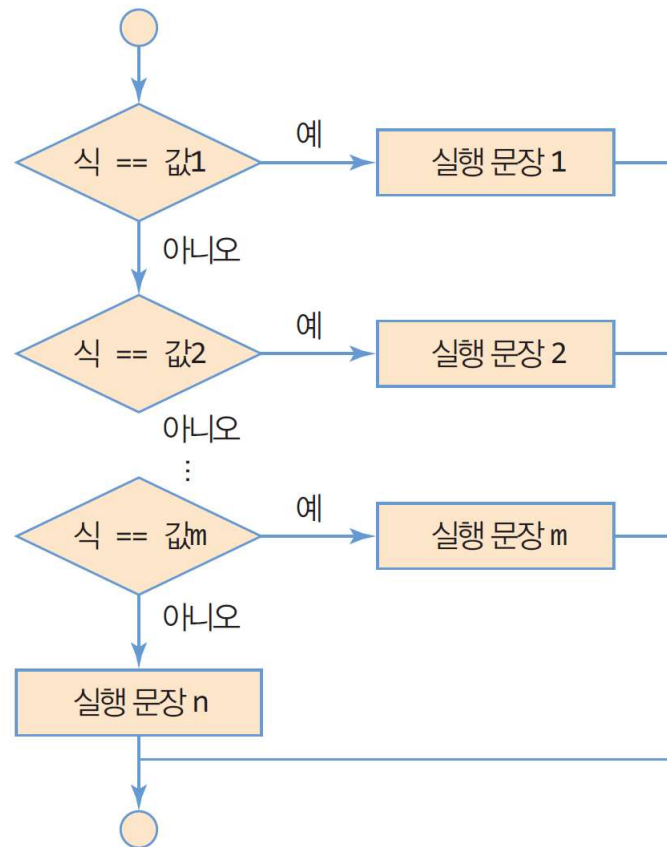 예
식 == 값1
실행 문장 1
아니오
예
식 == 값2
실행 문장 2
아니오
⋮
예
식 == 값m
실행 문장 m
아니오
실행 문장 n